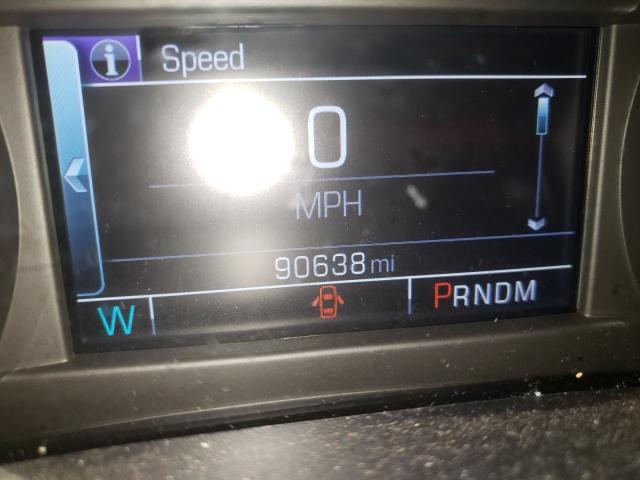 Speed
0
MPH
90638 mi
W PRNDM